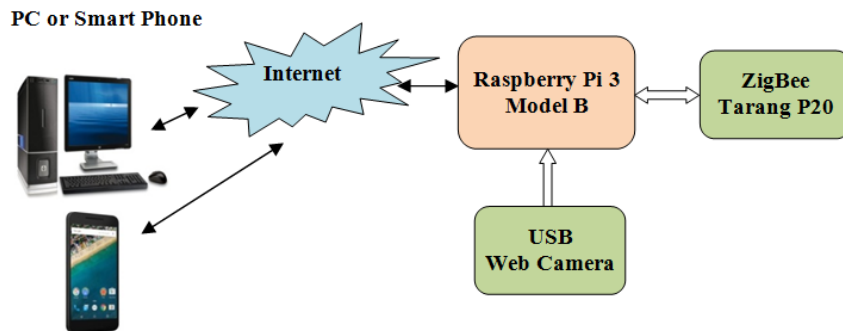 PC or Smart Phone
Internet
Raspberry Pi 3
Model B
ZigBee
Tarang P20
USB
Web Camera